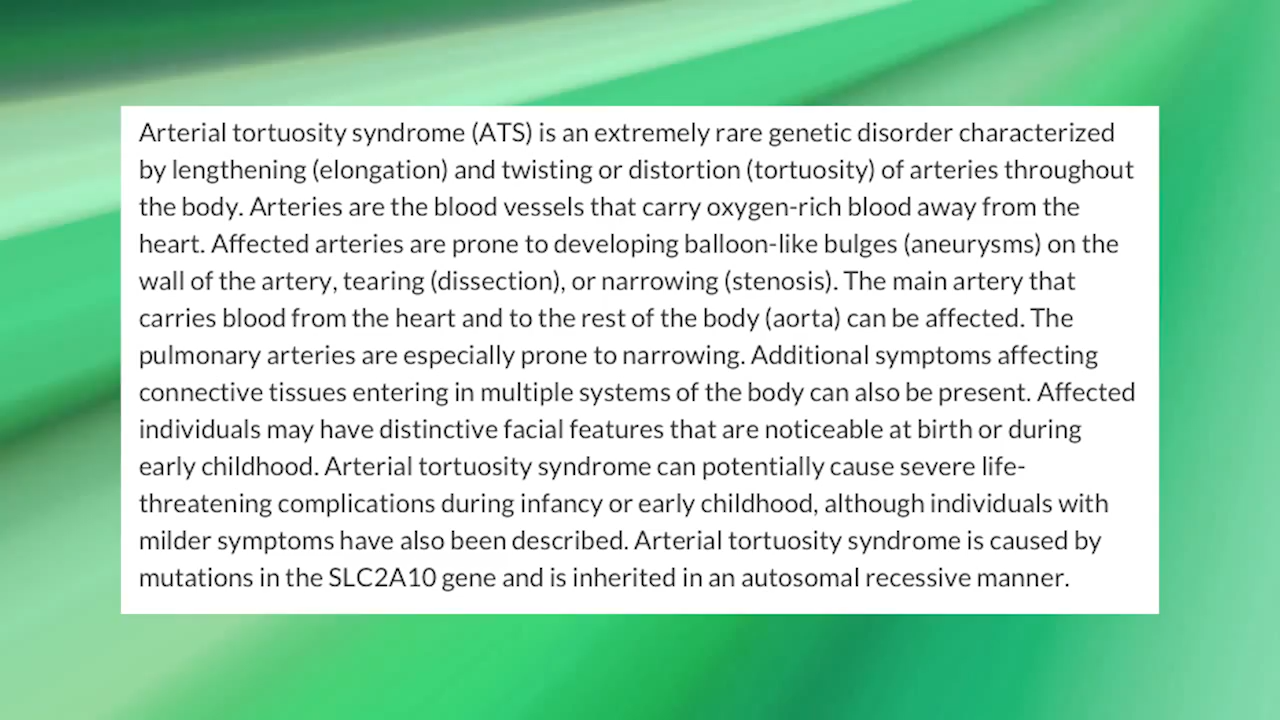 Arterial tortuosity syndrome (ATS) is an extremely rare genetic disorder characterized
by lengthening (elongation) and twisting or distortion (tortuosity) of arteries throughout
the body. Arteries are the blood vessels that carry oxygen-rich blood away from the
heart. Affected arteries are prone to developing balloon-like bulges (aneurysms) on the
wall of the artery, tearing (dissection), or narrowing (stenosis). The main artery that
carries blood from the heart and to the rest of the body (aorta) can be affected. The
pulmonary arteries are especially prone to narrowing. Additional symptoms affecting
connective tissues entering in multiple systems of the body can also be present. Affected
individuals may have distinctive facial features that are noticeable at birth or during
early childhood. Arterial tortuosity syndrome can potentially cause severe life-
threatening complications during infancy or early childhood, although individuals with
milder symptoms have also been described. Arterial tortuosity syndrome is caused by
mutations in the SLC2A10 gene and is inherited in an autosomal recessive manner.